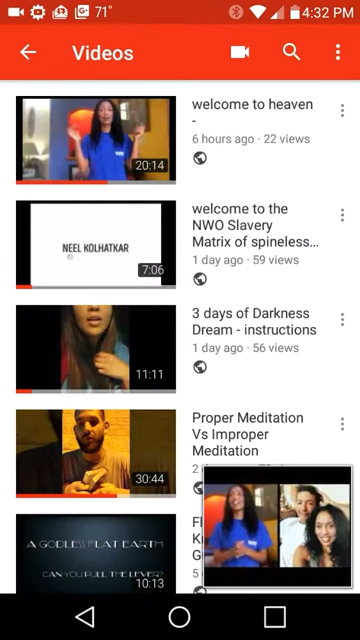 71°
4:32 PM
Videos
welcome to heaven
-
6 hours ago · 22 views
20:14
welcome to the
NWO Slavery
Matrix of spineless...
1 day ago · 59 views
NEEL KOLHATKAR
7:06
3 days of Darkness
Dream - instructions
1 day ago · 56 views
11:11
Proper Meditation
Vs Improper
Meditation
2
30:44
A GODLESS FLAT EARTH
CAN YOU PULL THE LEVER?
10:13
5